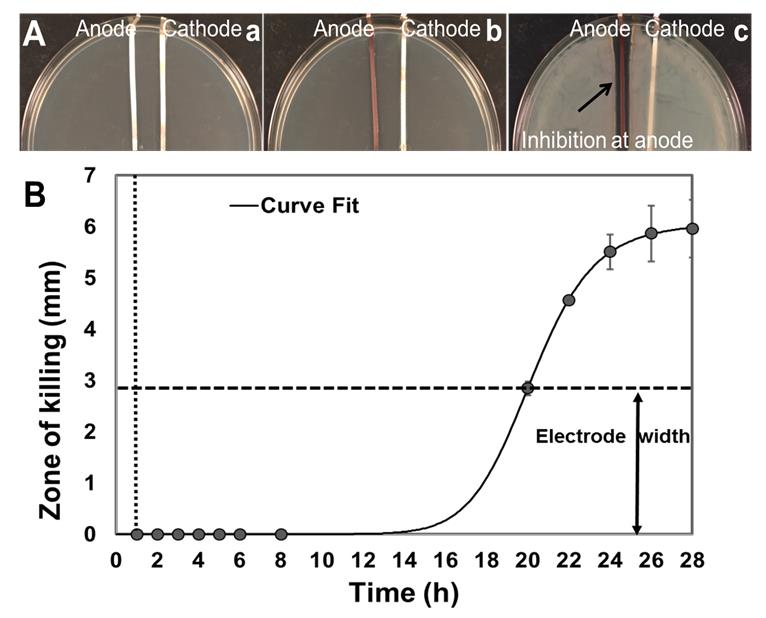 A
Anode Cathode a
Anode Cathode b
Anode Cathode c
Inhibition at anode
B
7
6
5
4
3
2
1
0
Zone of killing (mm)
Curve Fit
Electrode width
0 2 4 6 8 10 12 14 16 18 20 22 24 26 28
Time (h)